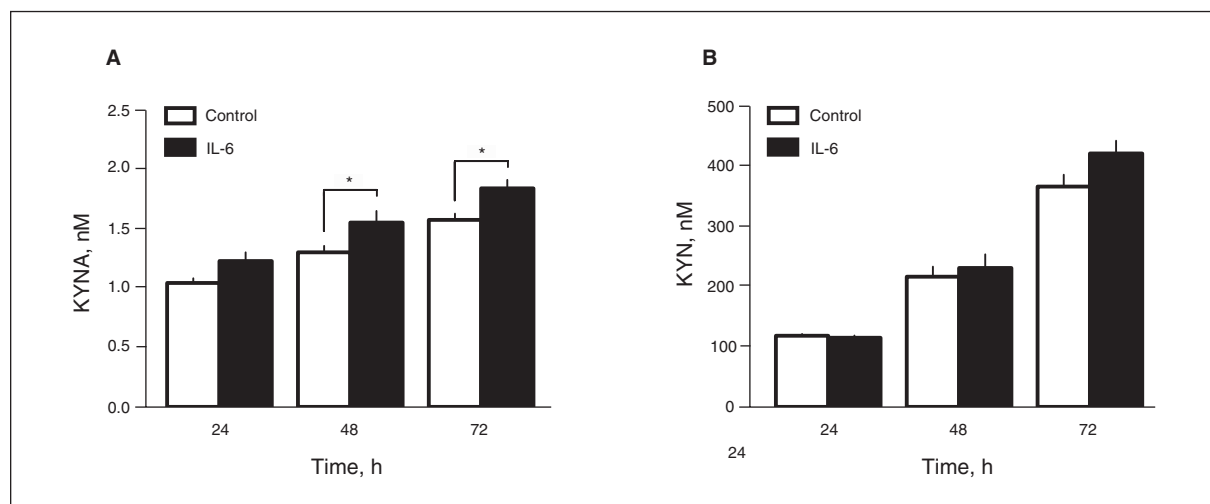 A
2.5
Control
IL-6
2.0
*
*
1.5
1.0
0.5
0.0
KYNA, nM
24 48 72
Time, h
B
500
Control
IL-6
400
300
200
100
0
KYN, nM
24 48 72
24
Time, h